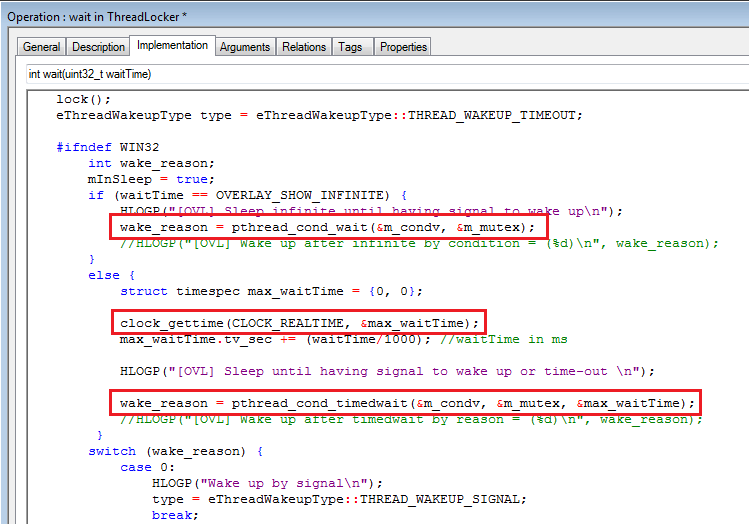 Operation : wait in ThreadLocker *
General Description Implementation Arguments Relations Tags Properties
int wait(uint32_t waitTime)
lock();
eThreadWakeupType type = eThreadWakeupType::THREAD_WAKEUP_TIMEOUT;
#ifndef WIN32
int wake_reason;
mInSleep = true;
if (waitTime == OVERLAY_SHOW_INFINITE) {
HLOGP("[OVL] Sleep infinite until having signal to wake up\n");
wake_reason = pthread_cond_wait(&m_condv, &m_mutex);
//HLOGP("[OVL] Wake up after infinite by condition = (%d)\n", wake_reason);
}
else {
struct timespec max_waitTime = {0, 0};
clock_gettime(CLOCK_REALTIME, &max_waitTime);
max_waitTime.tv_sec += (waitTime/1000); //waitTime in ms
HLOGP("[OVL] Sleep until having signal to wake up or time-out \n");
wake_reason = pthread_cond_timedwait(&m_condv, &m_mutex, &max_waitTime);
//HLOGP("[OVL] Wake up after timedwait by reason = (%d)\n", wake_reason);
}
switch (wake_reason) {
case 0:
HLOGP("Wake up by signal\n");
type = eThreadWakeupType::THREAD_WAKEUP_SIGNAL;
break;